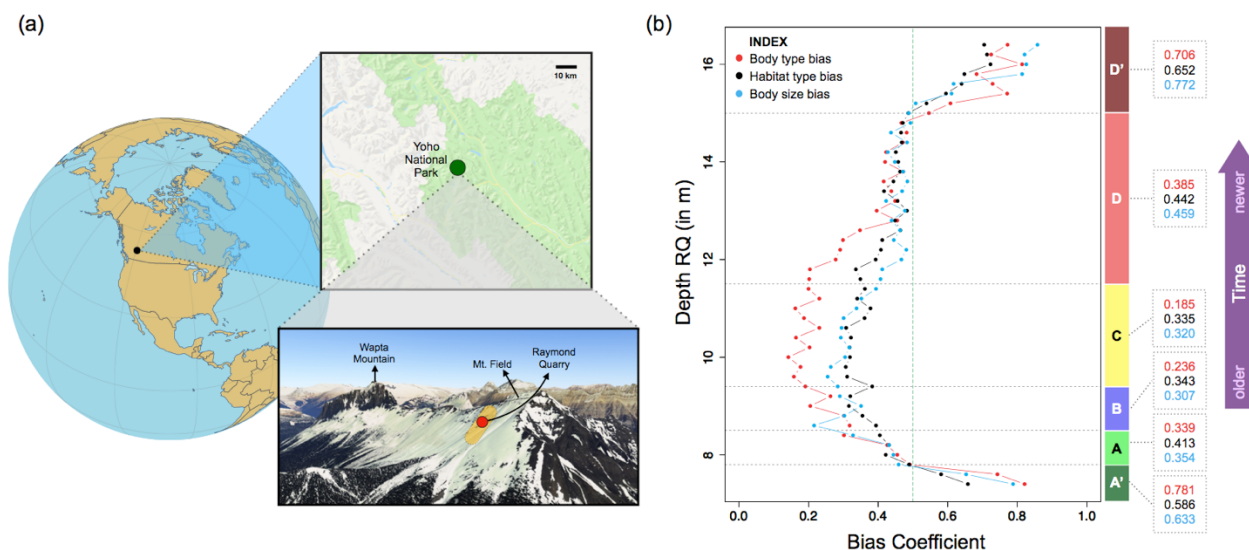 (a)
10 km
Yoho
National
Park
Wapta
Mountain
Mt. Field
Raymond
Quarry
(b)
INDEX
Body type bias
Habitat type bias
Body size bias
Depth RQ (in m)
16
14
12
10
8
0.0 0.2 0.4 0.6 0.8 1.0
Bias Coefficient
D'
D
C
B
A
A'
0.706
0.652
0.772
0.385
0.442
0.459
0.185
0.335
0.320
0.236
0.343
0.307
0.339
0.413
0.354
0.781
0.586
0.633
newer
Time
older